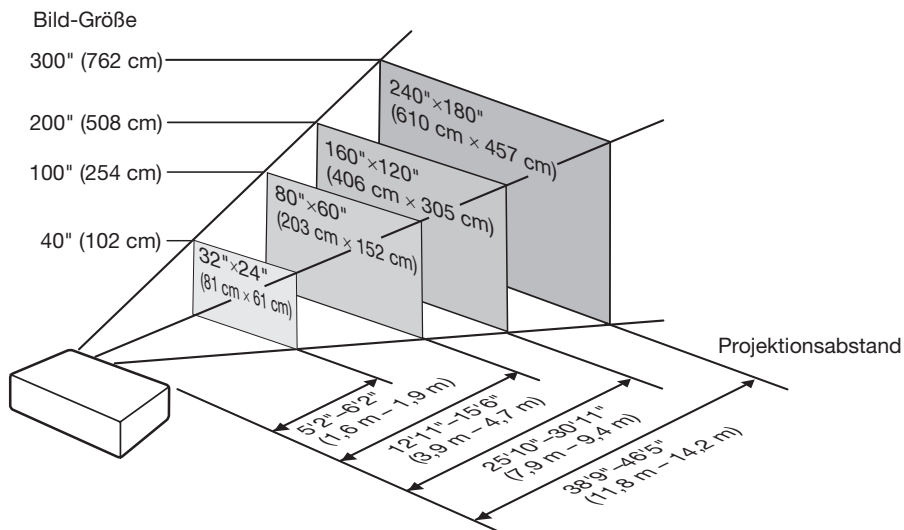 Bild-Größe
300" (762 cm)
240"×180"
(610 cm × 457 cm)
200" (508 cm)
160"×120"
(406 cm × 305 cm)
100" (254 cm)
80"×60"
(203 cm × 152 cm)
40" (102 cm)
32"×24"
(81 cm × 61 cm)
Projektionsabstand
5'2"–6'2"
(1,6 m – 1,9 m)
12'11"–15'6"
(3,9 m – 4,7 m)
25'10"–30'11"
(7,9 m – 9,4 m)
38'9"–46'5"
(11,8 m – 14,2 m)